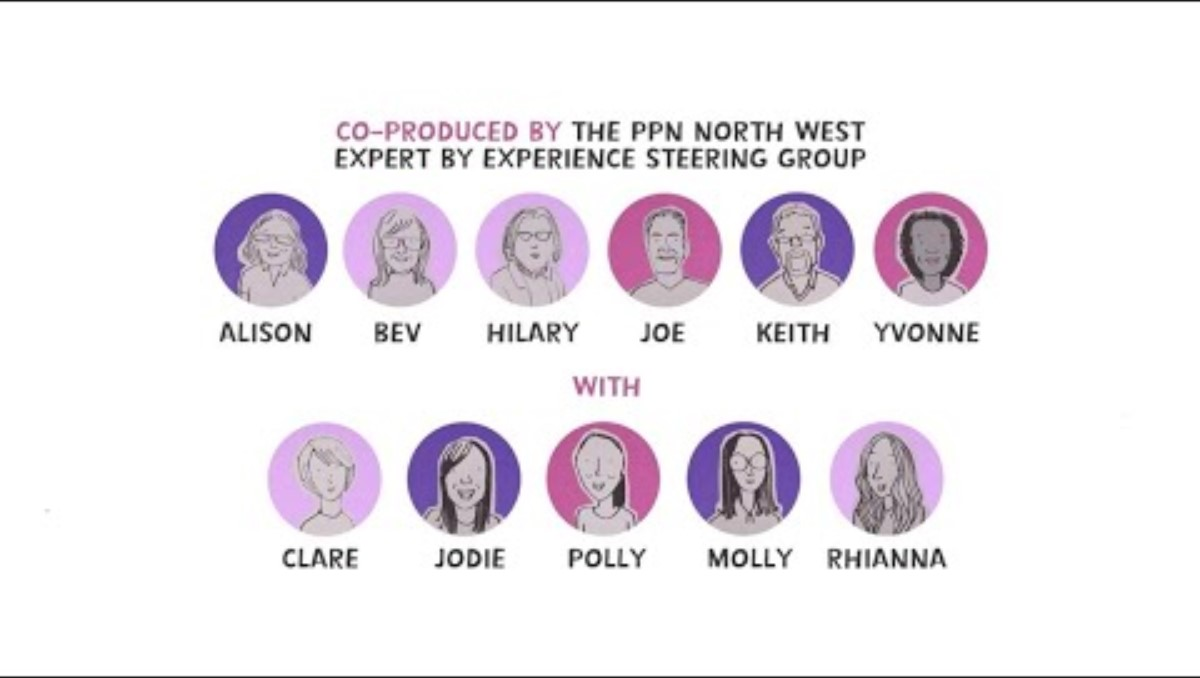 CO-PRODUCED BY THE PPN NORTH WEST
EXPERT BY EXPERIENCE STEERING GROUP
ALISON BEV HILARY JOE KEITH YVONNE
WITH
CLARE JODIE POLLY MOLLY RHIANNA